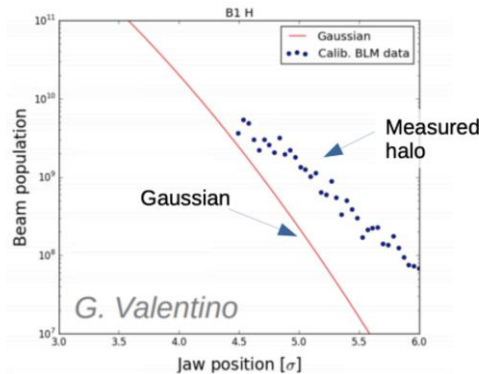 B1 H
10^11
10^10
10^9
10^8
10^7
Beam population
Gaussian
Calib. BLM data
Measured
halo
Gaussian
G. Valentino
3.0 3.5 4.0 4.5 5.0 5.5 6.0
Jaw position [σ]